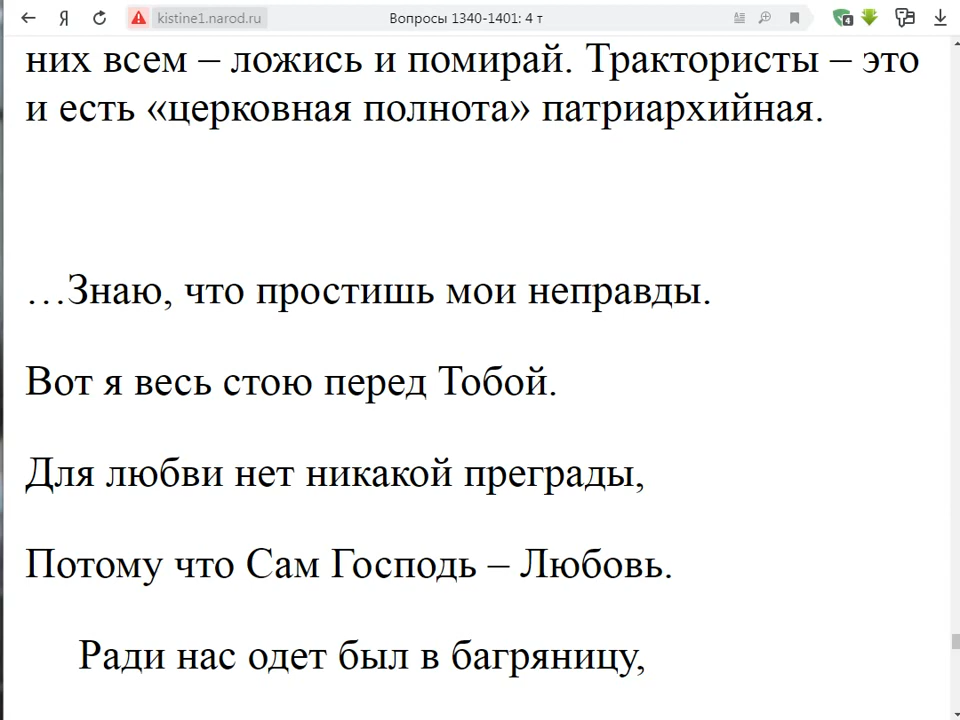 kistine1.narod.ru
Вопросы 1340-1401: 4 т
4
них всем – ложись и помирай. Трактористы – это
и есть «церковная полнота» патриархийная.
…Знаю, что простишь мои неправды.
Вот я весь стою перед Тобой.
Для любви нет никакой преграды,
Потому что Сам Господь – Любовь.
Ради нас одет был в багряницу,